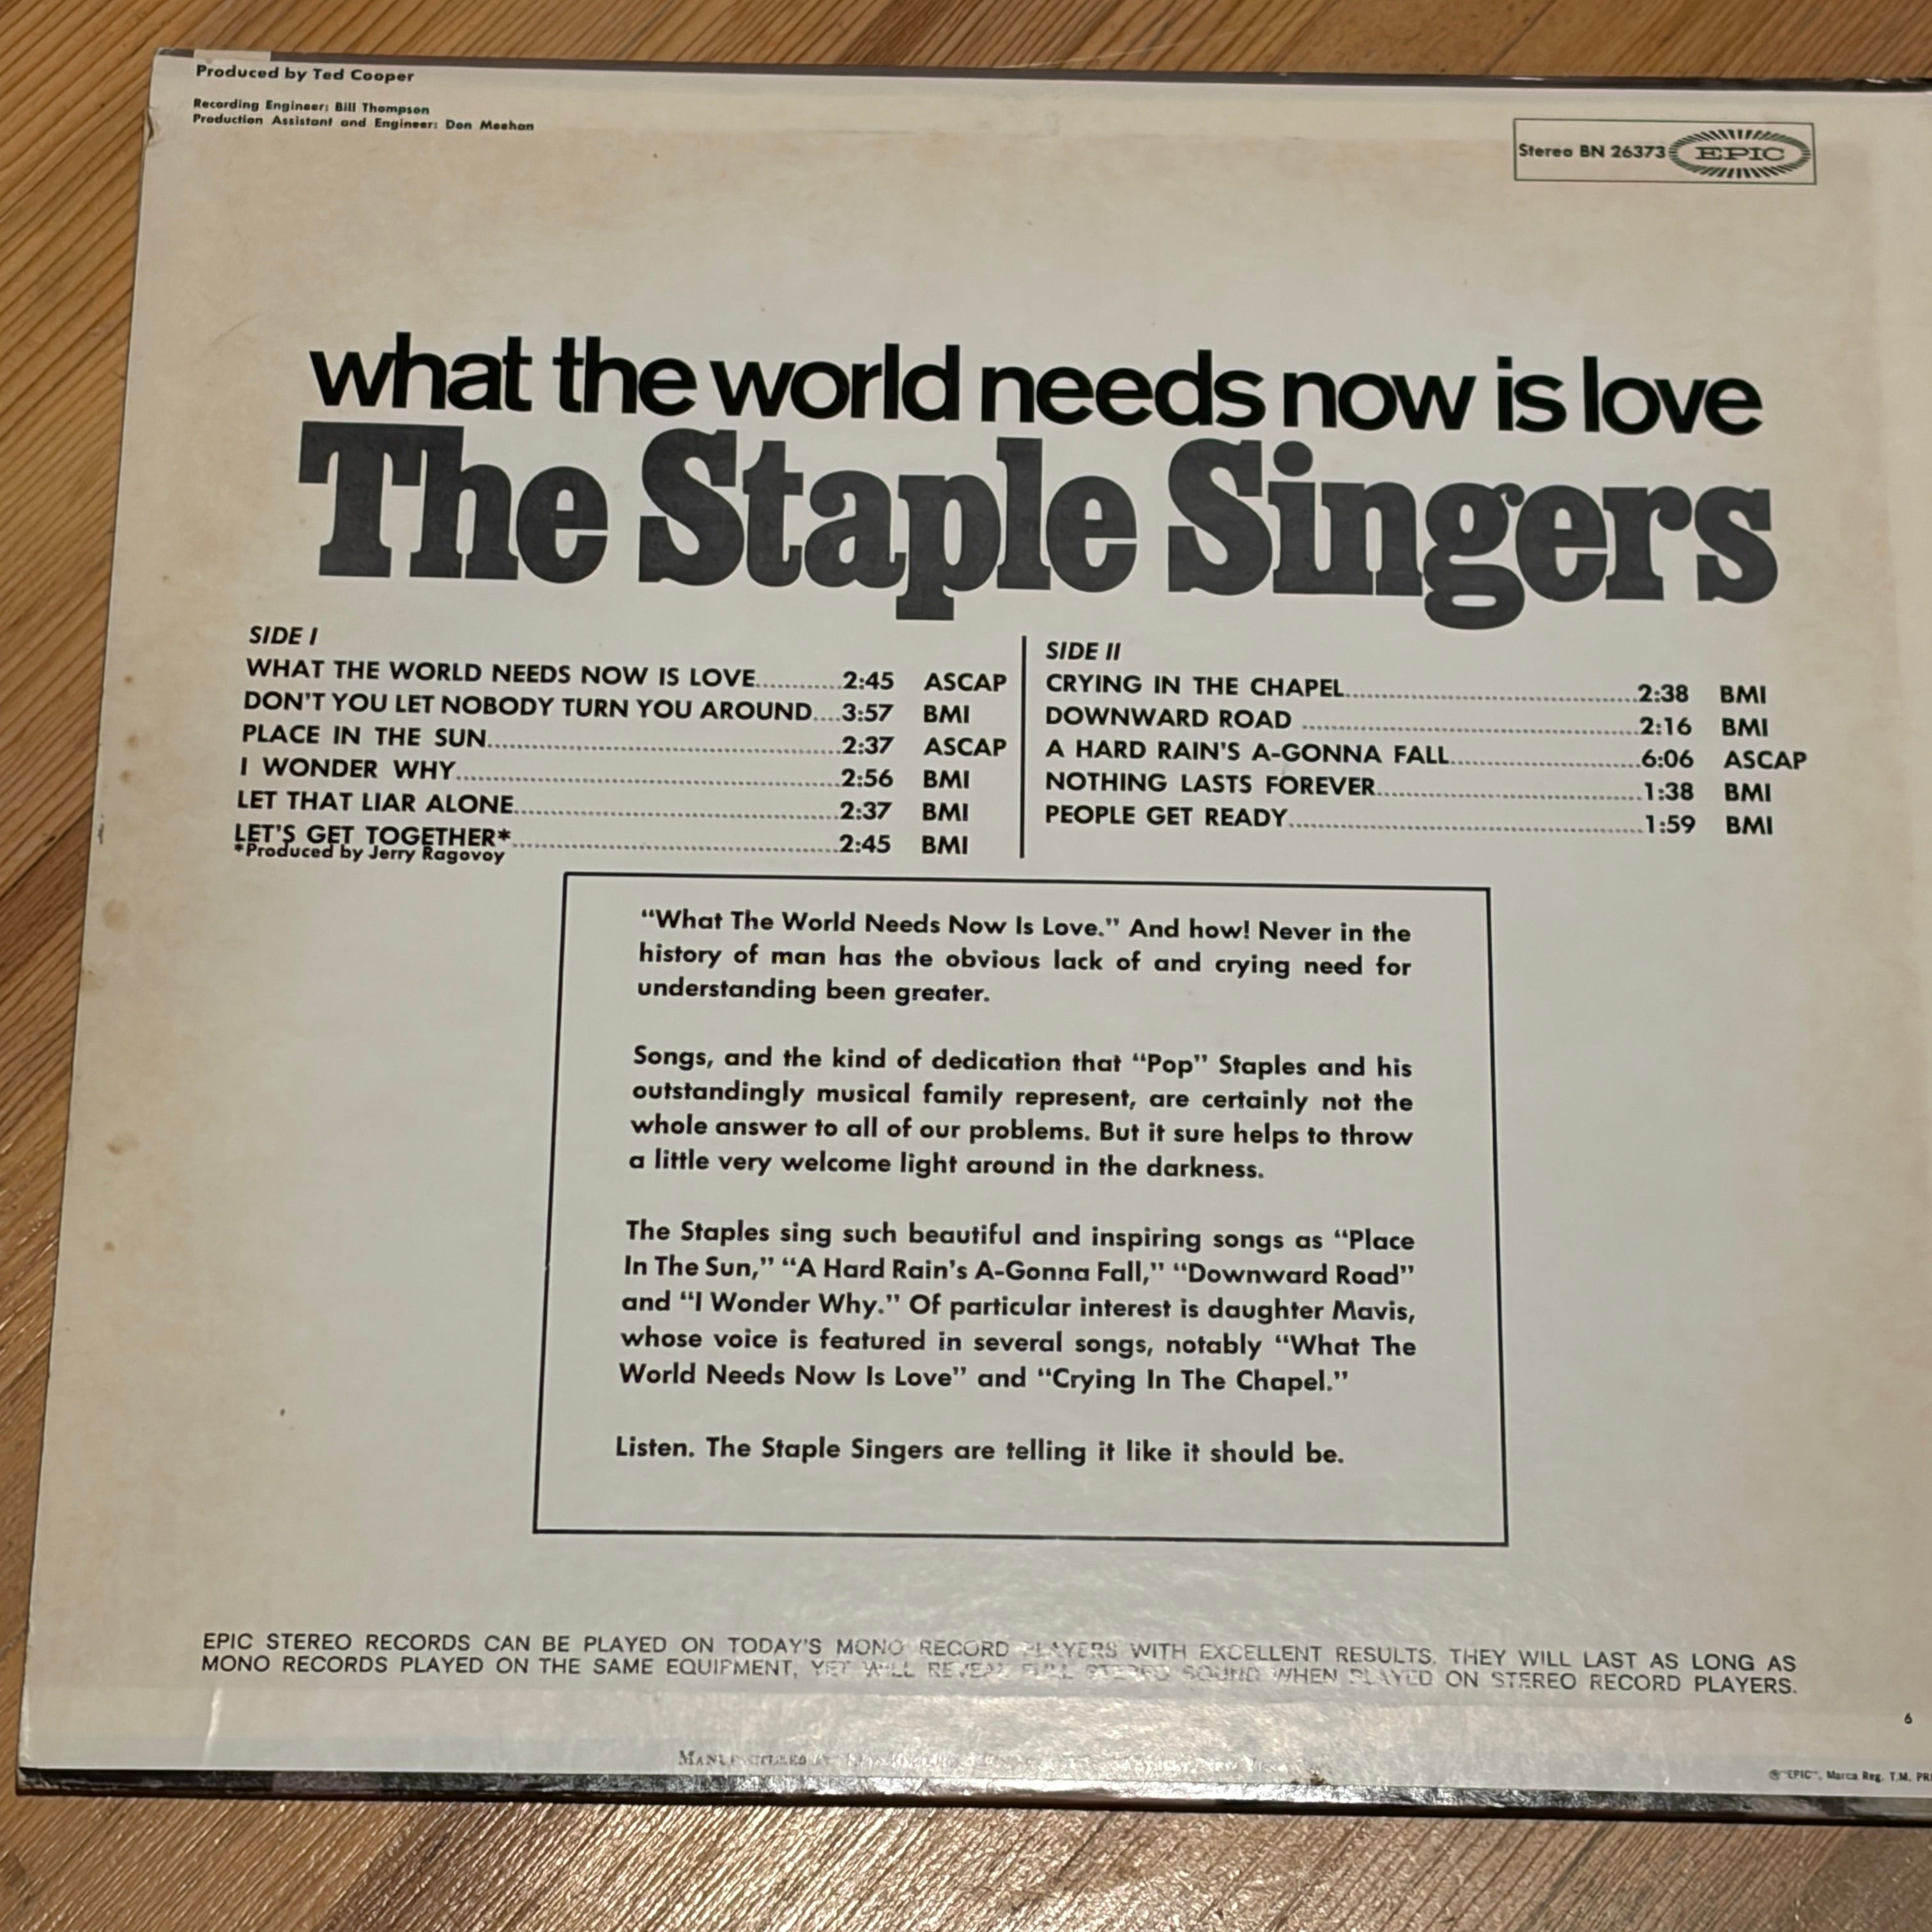 Produced by Ted Cooper
Recording Engineer: Bill Thompson
Production Assistant and Engineer: Don Meehan
Stereo BN 26373 EPIC
what the world needs now is love
The Staple Singers
SIDE I
WHAT THE WORLD NEEDS NOW IS LOVE...........2:45 ASCAP
DON'T YOU LET NOBODY TURN YOU AROUND....3:57 BMI
PLACE IN THE SUN...........2:37 ASCAP
I WONDER WHY...........2:56 BMI
LET THAT LIAR ALONE...........2:37 BMI
LET'S GET TOGETHER*...........2:45 BMI
*Produced by Jerry Ragovoy
SIDE II
CRYING IN THE CHAPEL...........2:38 BMI
DOWNWARD ROAD ...........2:16 BMI
A HARD RAIN'S A-GONNA FALL...........6:06 ASCAP
NOTHING LASTS FOREVER...........1:38 BMI
PEOPLE GET READY...........1:59 BMI
“What The World Needs Now Is Love.” And how! Never in the
history of man has the obvious lack of and crying need for
understanding been greater.
Songs, and the kind of dedication that “Pop” Staples and his
outstandingly musical family represent, are certainly not the
whole answer to all of our problems. But it sure helps to throw
a little very welcome light around in the darkness.
The Staples sing such beautiful and inspiring songs as “Place
In The Sun,” “A Hard Rain’s A-Gonna Fall,” “Downward Road”
and “I Wonder Why.” Of particular interest is daughter Mavis,
whose voice is featured in several songs, notably “What The
World Needs Now Is Love” and “Crying In The Chapel.”
Listen. The Staple Singers are telling it like it should be.
EPIC STEREO RECORDS CAN BE PLAYED ON TODAY'S MONO RECORD PLAYERS WITH EXCELLENT RESULTS. THEY WILL LAST AS LONG AS
MONO RECORDS PLAYED ON THE SAME EQUIPMENT, YET WILL REVEAL FULL STEREO SOUND WHEN PLAYED ON STEREO RECORD PLAYERS.
6
® "EPIC", Marca Reg. T.M.